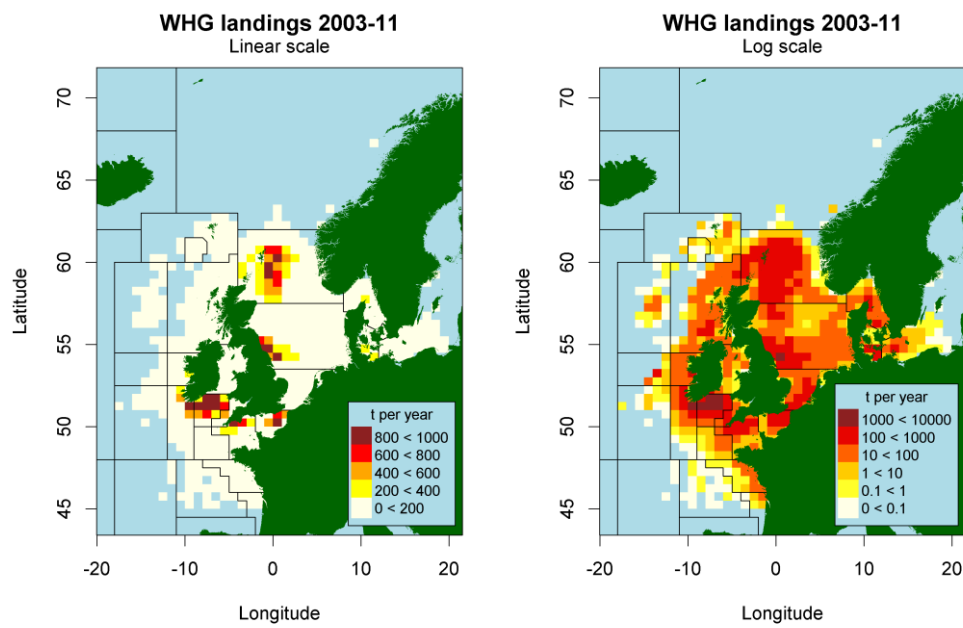 WHG landings 2003-11
Linear scale
70
65
60
55
50
45
Latitude
-20
-10
0
10
20
Longitude
t per year
800 < 1000
600 < 800
400 < 600
200 < 400
0 < 200
WHG landings 2003-11
Log scale
70
65
60
55
50
45
Latitude
-20
-10
0
10
20
Longitude
t per year
1000 < 10000
100 < 1000
10 < 100
1 < 10
0.1 < 1
0 < 0.1